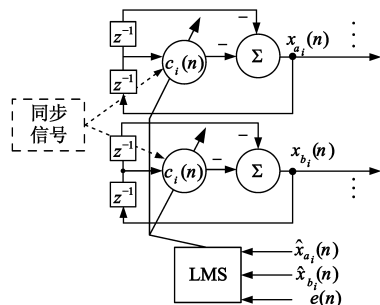 z⁻¹
−
c_i(n)
−
Σ
x_{a_i}(n)
z⁻¹
同步
信号
z⁻¹
−
c_i(n)
−
Σ
x_{b_i}(n)
z⁻¹
LMS
x̂_{a_i}(n)
x̂_{b_i}(n)
e(n)